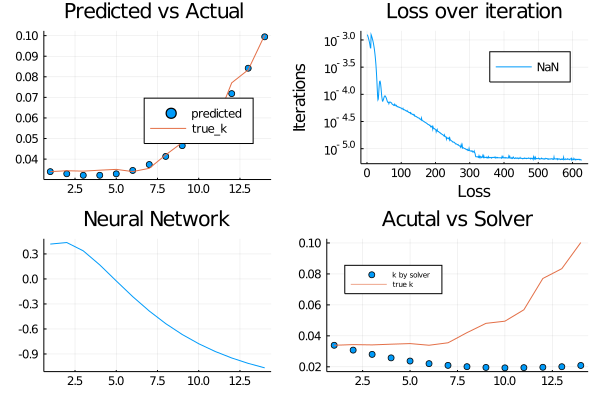 Predicted vs Actual
0.10
0.09
0.08
0.07
0.06
0.05
0.04
predicted
true_k
2.5 5.0 7.5 10.0 12.5
Loss over iteration
10⁻³·⁰
10⁻³·⁵
10⁻⁴·⁰
10⁻⁴·⁵
10⁻⁵·⁰
Iterations
NaN
0 100 200 300 400 500 600
Loss
Neural Network
0.3
0.0
-0.3
-0.6
-0.9
2.5 5.0 7.5 10.0 12.5
Acutal vs Solver
0.10
0.08
0.06
0.04
0.02
k by solver
true k
2.5 5.0 7.5 10.0 12.5